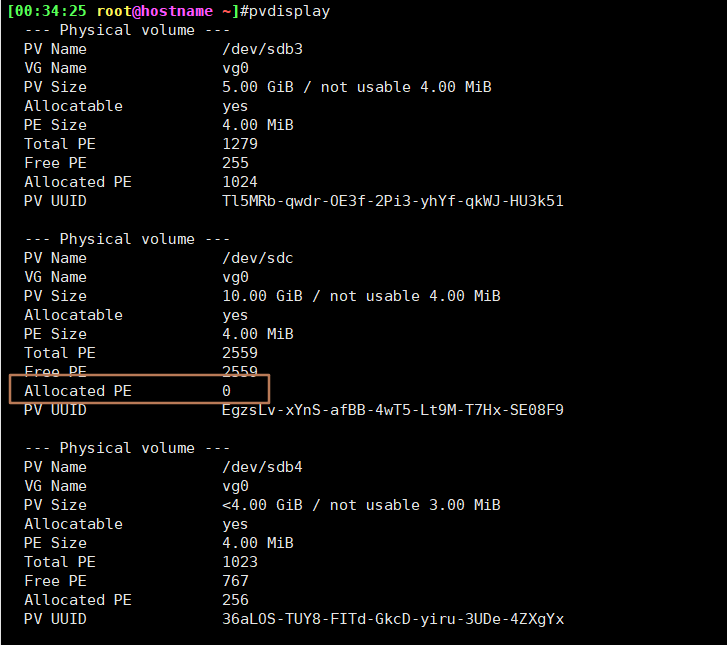 [00:34:25 root@hostname ~]#pvdisplay
--- Physical volume ---
PV Name /dev/sdb3
VG Name vg0
PV Size 5.00 GiB / not usable 4.00 MiB
Allocatable yes
PE Size 4.00 MiB
Total PE 1279
Free PE 255
Allocated PE 1024
PV UUID Tl5MRb-qwdr-OE3f-2Pi3-yhYf-qkWJ-HU3k51
--- Physical volume ---
PV Name /dev/sdc
VG Name vg0
PV Size 10.00 GiB / not usable 4.00 MiB
Allocatable yes
PE Size 4.00 MiB
Total PE 2559
Free PE 2559
Allocated PE 0
PV UUID EgzsLv-xYnS-afBB-4wT5-Lt9M-T7Hx-SE08F9
--- Physical volume ---
PV Name /dev/sdb4
VG Name vg0
PV Size <4.00 GiB / not usable 3.00 MiB
Allocatable yes
PE Size 4.00 MiB
Total PE 1023
Free PE 767
Allocated PE 256
PV UUID 36aLOS-TUY8-FITd-GkcD-yiru-3UDe-4ZXgYx